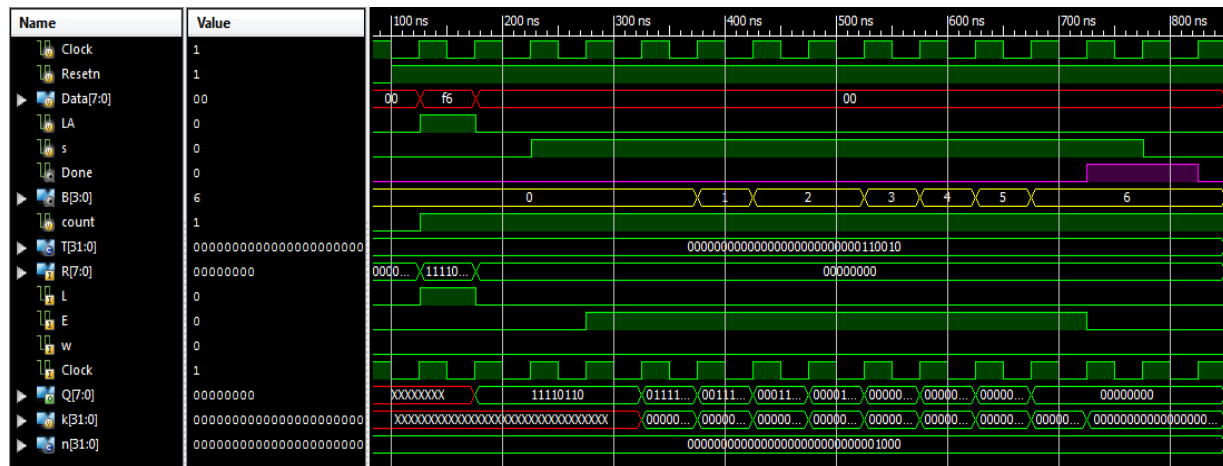 Name Value 100 ns 200 ns 300 ns 400 ns 500 ns 600 ns 700 ns 800 ns
Clock 1
Resetn 1
Data[7:0] 00 00 f6 00
LA 0
s 0
Done 0
B[3:0] 6 0 1 2 3 4 5 6
count 1
T[31:0] 0000000000000000000000 00000000000000000000000000110010
R[7:0] 00000000 0000... 11110... 00000000
L 0
E 0
w 0
Clock 1
Q[7:0] 00000000 XXXXXXXX 11110110 01111... 00111... 00011... 00001... 00000... 00000... 00000... 00000000
k[31:0] 0000000000000000000000 XXXXXXXXXXXXXXXXXXXXXXXXXXXXXXXX 00000... 00000... 00000... 00000... 00000... 00000... 00000... 00000... 0000000000000000...
n[31:0] 0000000000000000000000 00000000000000000000000000001000